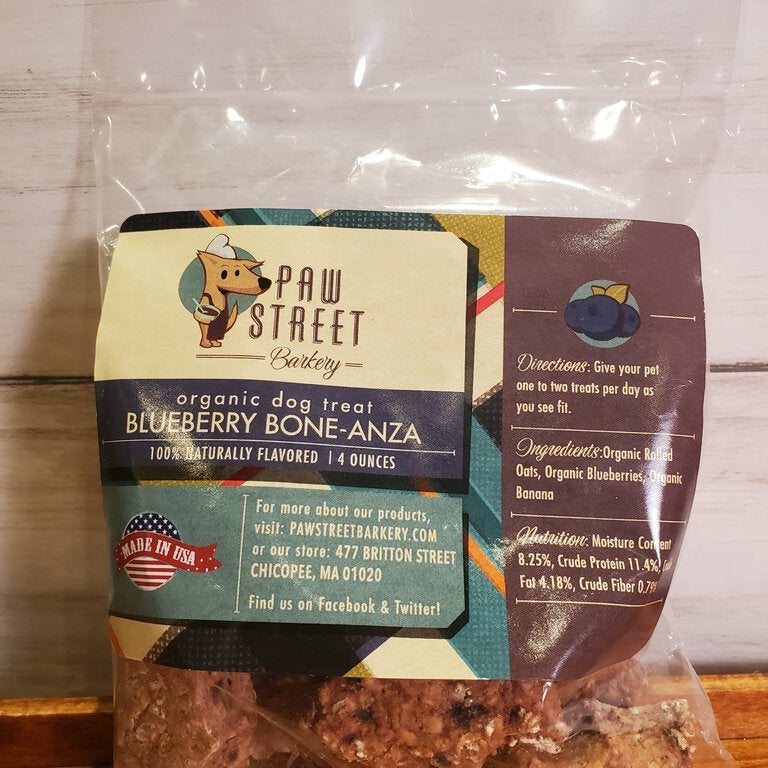 PAW
STREET
Barkery
organic dog treat
BLUEBERRY BONE-ANZA
100% NATURALLY FLAVORED | 4 OUNCES
MADE IN USA
For more about our products,
visit: PAWSTREETBARKERY.COM
or our store: 477 BRITTON STREET
CHICOPEE, MA 01020
Find us on Facebook & Twitter!
Directions: Give your pet
one to two treats per day as
you see fit.
Ingredients:Organic Rolled
Oats, Organic Blueberries, Organic
Banana
Nutrition: Moisture Content
8.25%, Crude Protein 11.4%,
Fat 4.18%, Crude Fiber